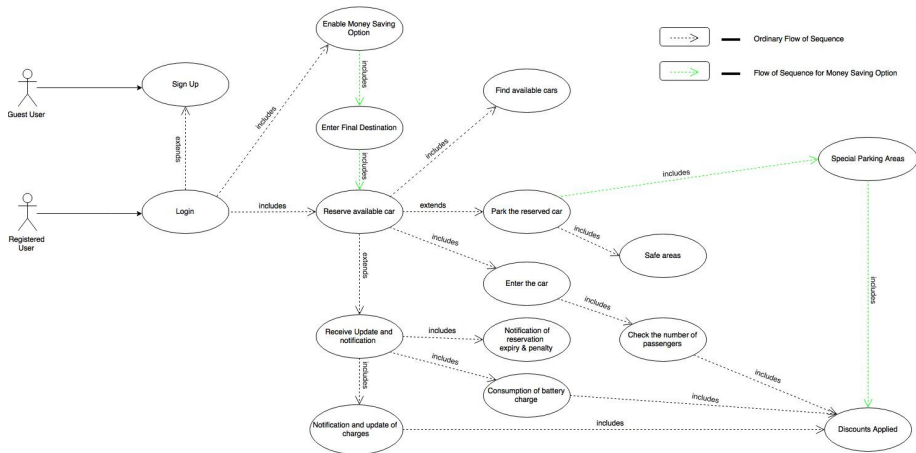 Enable Money Saving
Option
Ordinary Flow of Sequence
Flow of Sequence for Money Saving Option
Guest User
Sign Up
includes
Find available cars
includes
extends
Enter Final Destination
includes
includes
Special Parking Areas
includes
Registered
User
Login
includes
Reserve available car
extends
Park the reserved car
includes
includes
Safe areas
extends
Enter the car
includes
includes
Receive Update and
notification
includes
Notification of
reservation
expiry & penalty
Check the number of
passengers
includes
includes
includes
Consumption of battery
charge
includes
Notification and update of
charges
includes
Discounts Applied